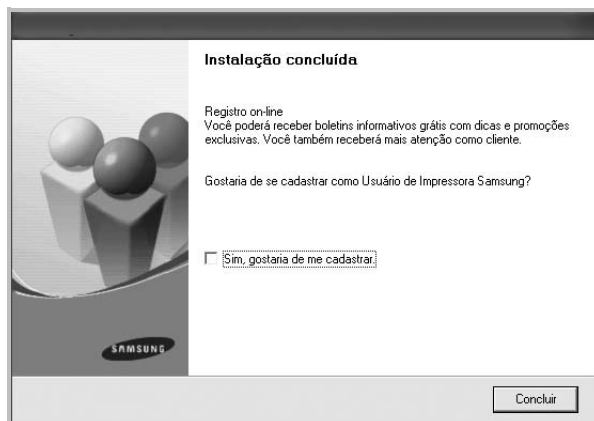 Instalação concluída
Registro on-line
Você poderá receber boletins informativos grátis com dicas e promoções
exclusivas. Você também receberá mais atenção como cliente.
Gostaria de se cadastrar como Usuário de Impressora Samsung?
Sim, gostaria de me cadastrar.
SAMSUNG
Concluir